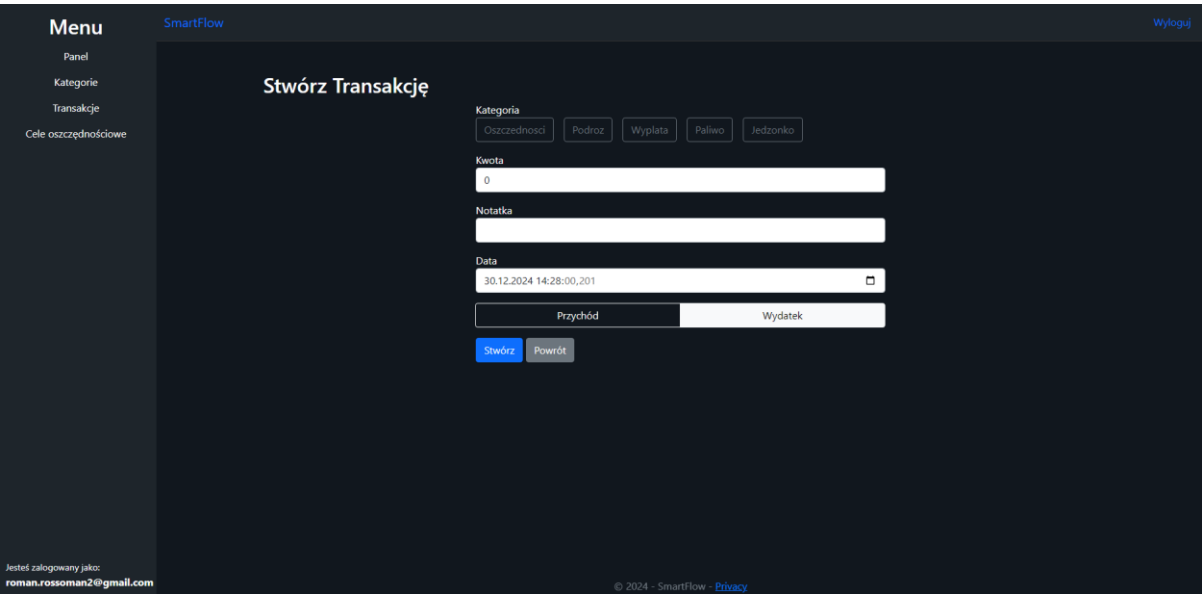 Menu
Panel
Kategorie
Transakcje
Cele oszczędnościowe
Jesteś zalogowany jako:
roman.rossoman2@gmail.com
SmartFlow
Wyloguj
Stwórz Transakcję
Kategoria
Oszczednosci Podroz Wyplata Paliwo Jedzonko
Kwota
0
Notatka
Data
30.12.2024 14:28:00,201
Przychód Wydatek
Stwórz Powrót
© 2024 - SmartFlow - Privacy